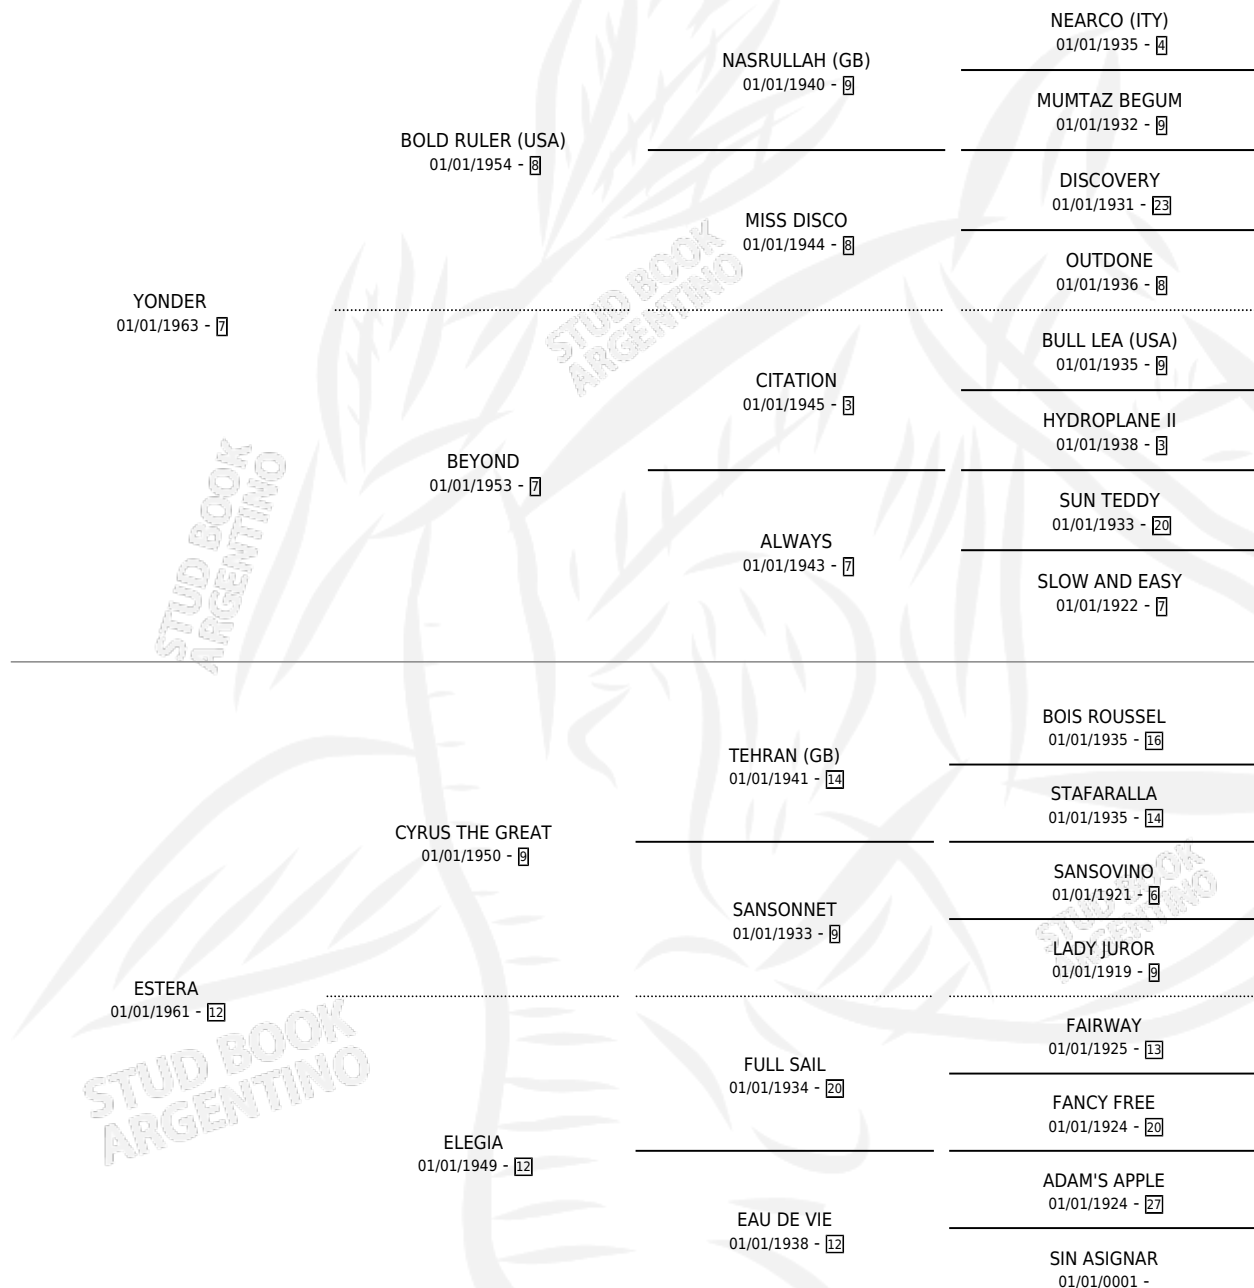 YONDER
01/01/1963 - 7
BOLD RULER (USA)
01/01/1954 - 8
NASRULLAH (GB)
01/01/1940 - 9
NEARCO (ITY)
01/01/1935 - 4
MUMTAZ BEGUM
01/01/1932 - 9
MISS DISCO
01/01/1944 - 8
DISCOVERY
01/01/1931 - 23
OUTDONE
01/01/1936 - 8
BEYOND
01/01/1953 - 7
CITATION
01/01/1945 - 3
BULL LEA (USA)
01/01/1935 - 9
HYDROPLANE II
01/01/1938 - 3
ALWAYS
01/01/1943 - 7
SUN TEDDY
01/01/1933 - 20
SLOW AND EASY
01/01/1922 - 7
ESTERA
01/01/1961 - 12
CYRUS THE GREAT
01/01/1950 - 9
TEHRAN (GB)
01/01/1941 - 14
BOIS ROUSSEL
01/01/1935 - 16
STAFARALLA
01/01/1935 - 14
SANSONNET
01/01/1933 - 9
SANSOVINO
01/01/1921 - 6
LADY JUROR
01/01/1919 - 9
ELEGIA
01/01/1949 - 12
FULL SAIL
01/01/1934 - 20
FAIRWAY
01/01/1925 - 13
FANCY FREE
01/01/1924 - 20
EAU DE VIE
01/01/1938 - 12
ADAM'S APPLE
01/01/1924 - 27
SIN ASIGNAR
01/01/0001 -
STUD BOOK
ARGENTINO
STUD BOOK
ARGENTINO
STUD BOOK
ARGENTINO
STUD BOOK
ARGENTINO